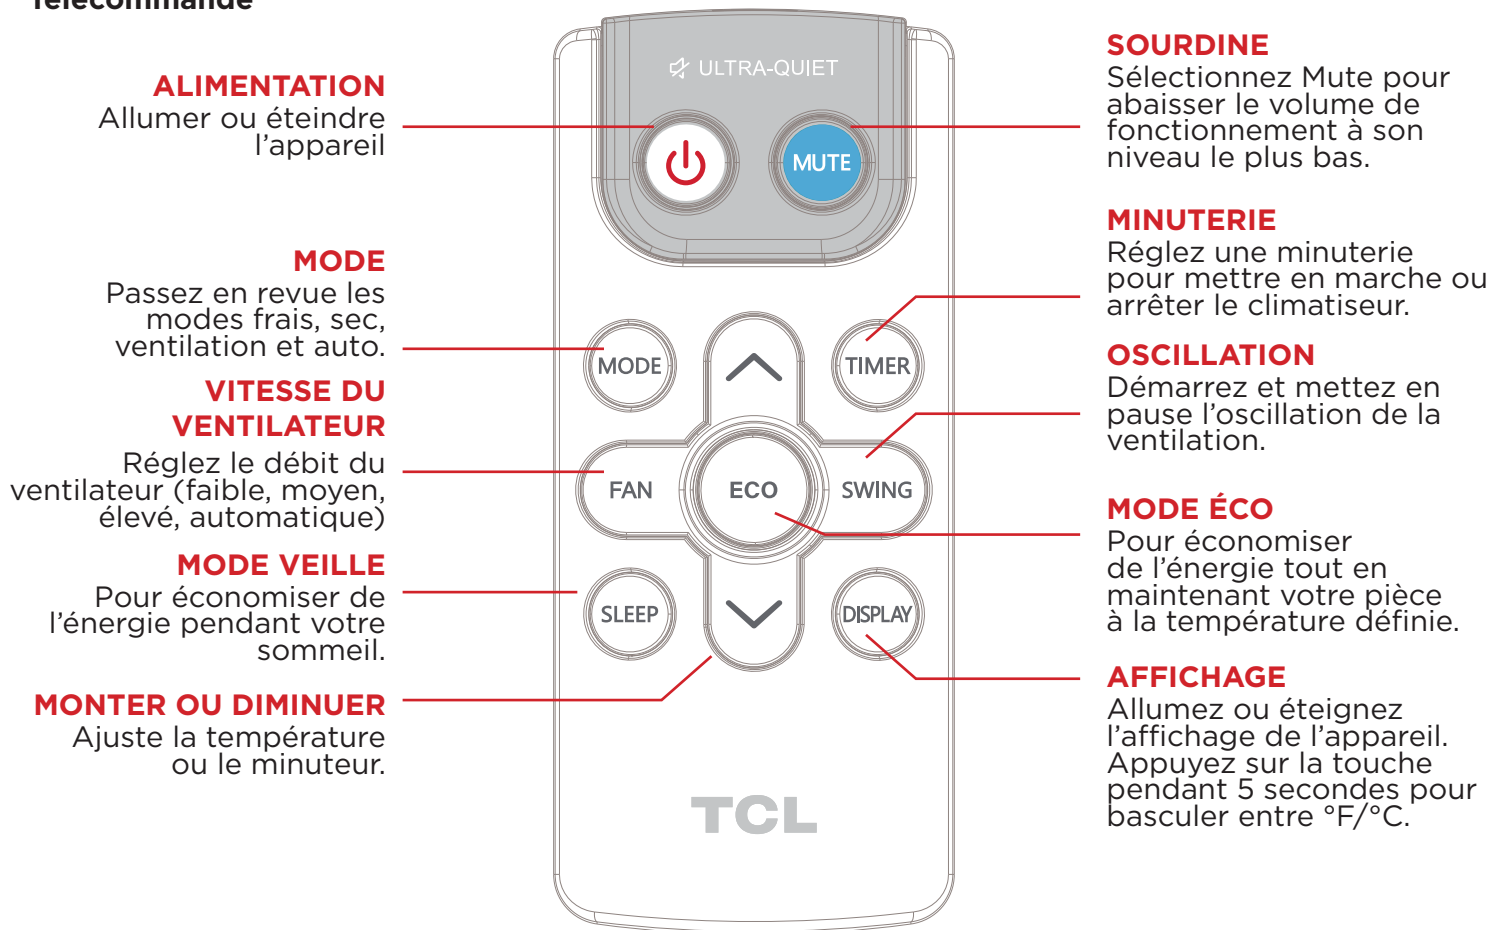 Télécommande
ALIMENTATION
Allumer ou éteindre
l’appareil
MODE
Passez en revue les
modes frais, sec,
ventilation et auto.
VITESSE DU
VENTILATEUR
Réglez le débit du
ventilateur (faible, moyen,
élevé, automatique)
MODE VEILLE
Pour économiser de
l’énergie pendant votre
sommeil.
MONTER OU DIMINUER
Ajuste la température
ou le minuteur.
ULTRA-QUIET
MUTE
MODE
TIMER
FAN
ECO
SWING
SLEEP
DISPLAY
TCL
SOURDINE
Sélectionnez Mute pour
abaisser le volume de
fonctionnement à son
niveau le plus bas.
MINUTERIE
Réglez une minuterie
pour mettre en marche ou
arrêter le climatiseur.
OSCILLATION
Démarrez et mettez en
pause l’oscillation de la
ventilation.
MODE ÉCO
Pour économiser
de l’énergie tout en
maintenant votre pièce
à la température définie.
AFFICHAGE
Allumez ou éteignez
l’affichage de l’appareil.
Appuyez sur la touche
pendant 5 secondes pour
basculer entre °F/°C.